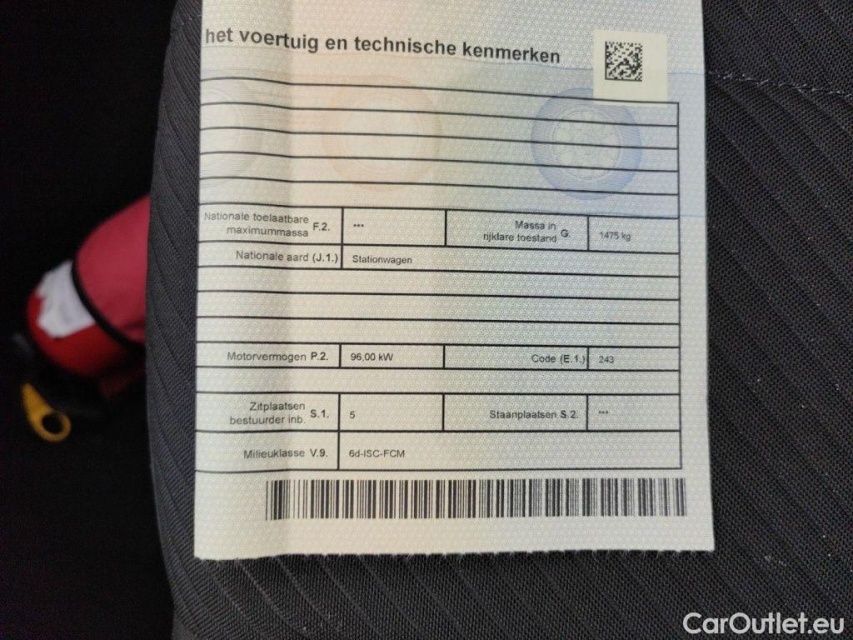 het voertuig en technische kenmerken
Nationale toelaatbare maximummassa F.2. --- Massa in rijklare toestand G. 1475 kg
Nationale aard (J.1.) Stationwagen
Motorvermogen P.2. 96,00 kW Code (E.1.) 243
Zitplaatsen bestuurder inb. S.1. 5 Staanplaatsen S.2. ---
Milieuklasse V.9. 6d-ISC-FCM
CarOutlet.eu